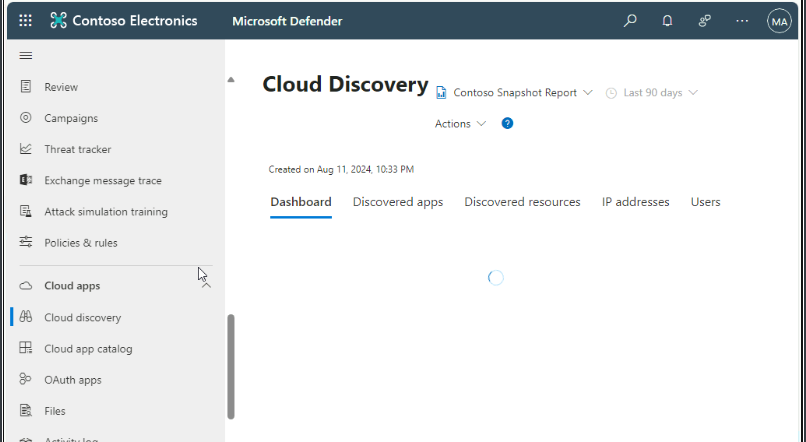 Contoso Electronics
Microsoft Defender
MA
Review
Campaigns
Threat tracker
Exchange message trace
Attack simulation training
Policies & rules
Cloud apps
Cloud discovery
Cloud app catalog
OAuth apps
Files
Activity log
Cloud Discovery
Contoso Snapshot Report
Last 90 days
Actions
?
Created on Aug 11, 2024, 10:33 PM
Dashboard
Discovered apps
Discovered resources
IP addresses
Users